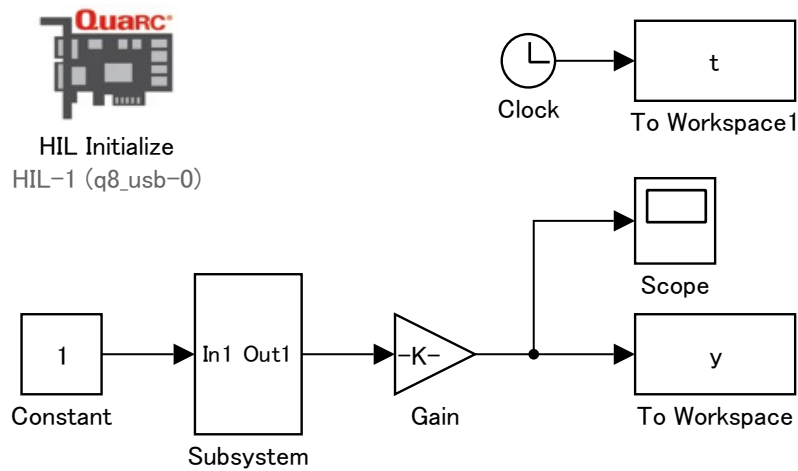 QUARC®
HIL Initialize
HIL-1 (q8_usb-0)
Clock
t
To Workspace1
Scope
1
Constant
In1 Out1
Subsystem
-K-
Gain
y
To Workspace